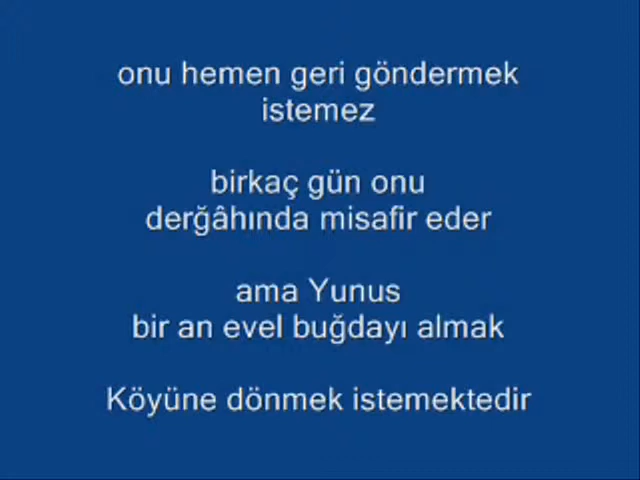 onu hemen geri göndermek
istemez
birkaç gün onu
derğâhında misafir eder
ama Yunus
bir an evel buğdayı almak
Köyüne dönmek istemektedir